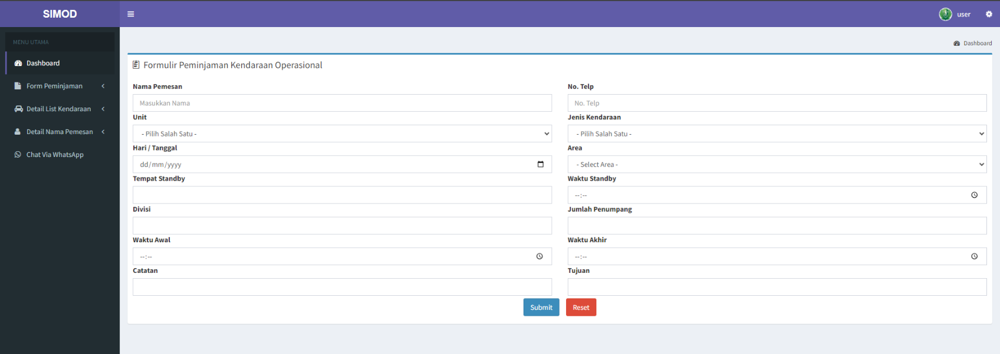 SIMOD
user
MENU UTAMA
Dashboard
Form Peminjaman
Detail List Kendaraan
Detail Nama Pemesan
Chat Via WhatsApp
Dashboard
Formulir Peminjaman Kendaraan Operasional
Nama Pemesan
Masukkan Nama
No. Telp
No. Telp
Unit
- Pilih Salah Satu -
Jenis Kendaraan
- Pilih Salah Satu -
Hari / Tanggal
dd/mm/yyyy
Area
- Select Area -
Tempat Standby
Waktu Standby
--:--
Divisi
Jumlah Penumpang
Waktu Awal
--:--
Waktu Akhir
--:--
Catatan
Tujuan
Submit
Reset